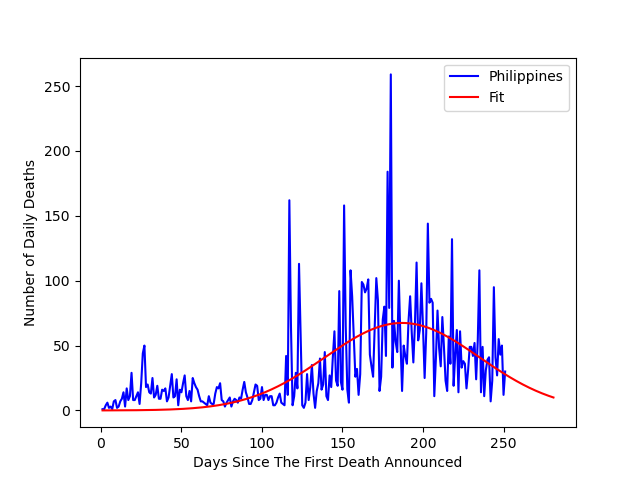 Philippines
Fit
250
200
150
100
50
0
Number of Daily Deaths
0 50 100 150 200 250
Days Since The First Death Announced